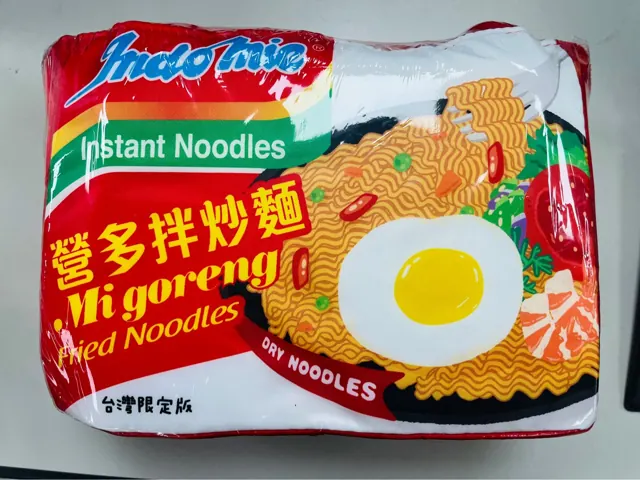 Indomie®
Instant Noodles
營多拌炒麵
Mi goreng
Fried Noodles
DRY NOODLES
台灣限定版